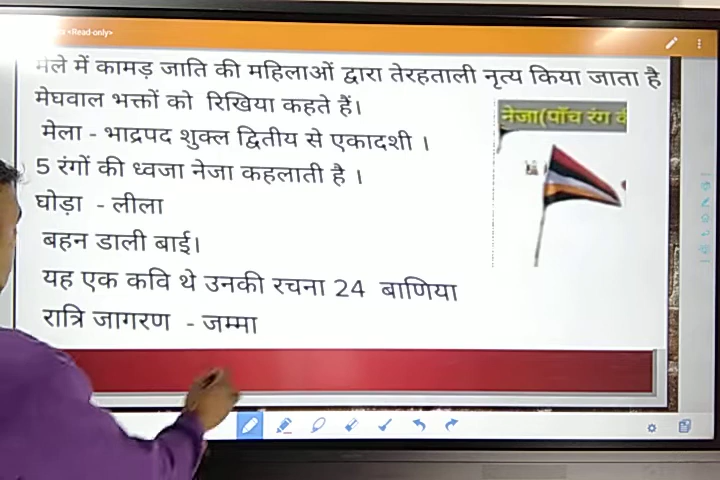 <Read-only>
मेले में कामड़ जाति की महिलाओं द्वारा तेरहताली नृत्य किया जाता है
मेघवाल भक्तों को रिखिया कहते हैं।
नेजा(पाँच रंग
मेला - भाद्रपद शुक्ल द्वितीय से एकादशी ।
5 रंगों की ध्वजा नेजा कहलाती है ।
घोड़ा - लीला
बहन डाली बाई।
यह एक कवि थे उनकी रचना 24 बाणिया
रात्रि जागरण - जम्मा